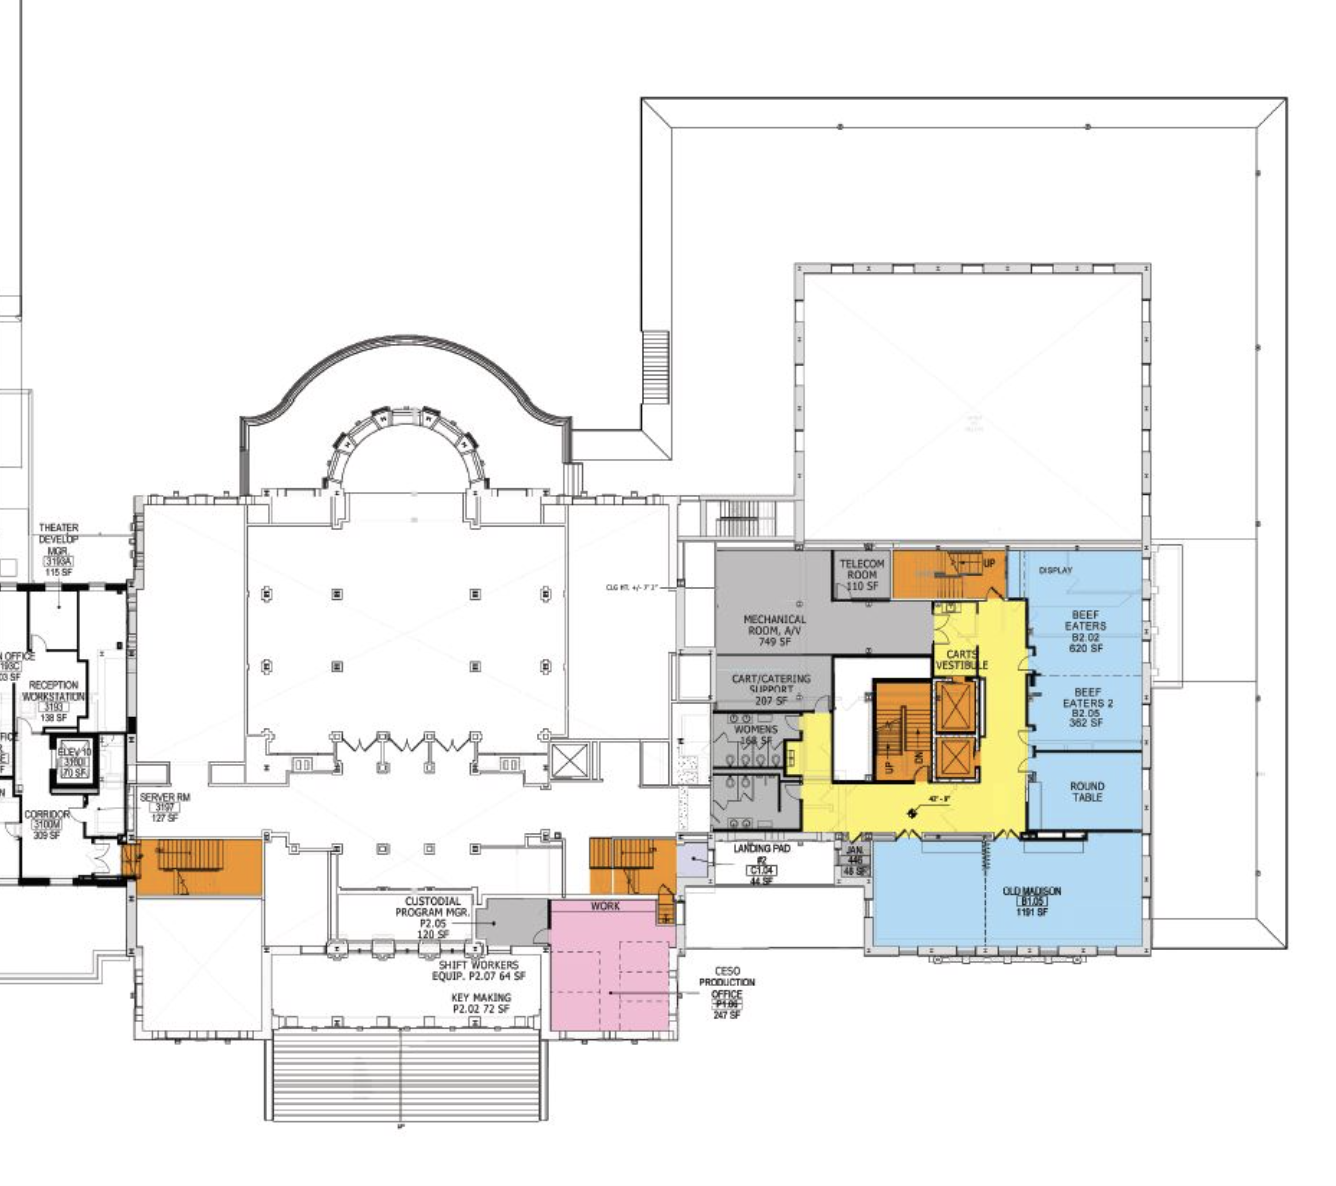 THEATER
DEVELOP
MGR.
3193A
115 SF
N OFFICE
193C
03 SF
RECEPTION
WORKSTATION
3193
138 SF
ELEV 10
70 SF
CORRIDOR
3100M
309 SF
SERVER RM
3197
127 SF
CLG HT. +/- 7' 2"
TELECOM
ROOM
110 SF
UP
DISPLAY
MECHANICAL
ROOM, A/V
749 SF
BEEF
EATERS
B2.02
620 SF
CARTS
VESTIBULE
CART/CATERING
SUPPORT
207 SF
BEEF
EATERS 2
B2.05
362 SF
WOMENS
168 SF
UP
DN
ROUND
TABLE
42' - 8"
LANDING PAD
#2
C1.04
44 SF
JAN.
446
48 SF
OLD MADISON
B1.05
1191 SF
CUSTODIAL
PROGRAM MGR.
P2.05
120 SF
WORK
SHIFT WORKERS
EQUIP. P2.07 64 SF
KEY MAKING
P2.02 72 SF
CESO
PRODUCTION
OFFICE
P1.06
247 SF
UP